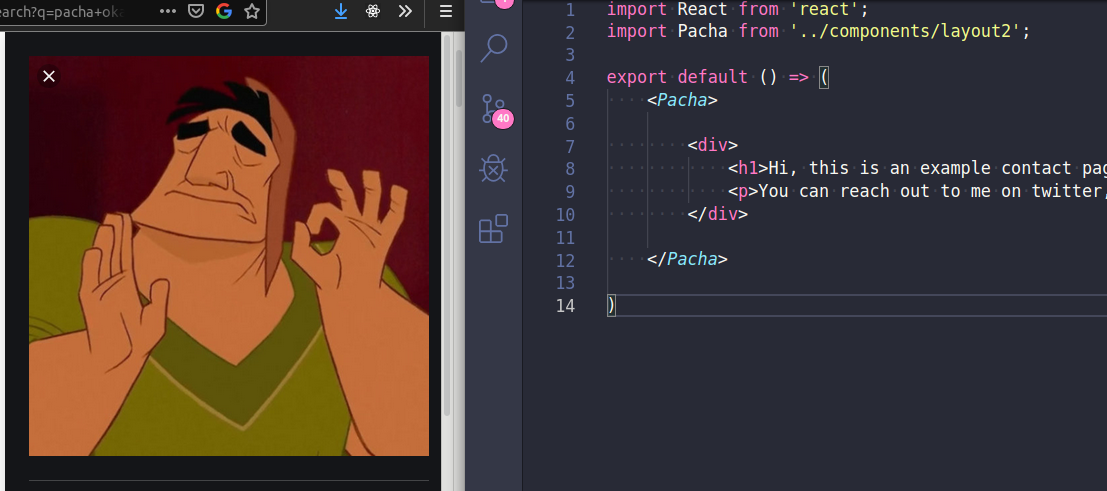 earch?q=pacha+ok
40
1 import React from 'react';
2 import Pacha from '../components/layout2';
3
4 export default () => (
5 <Pacha>
6
7 <div>
8 <h1>Hi, this is an example contact pag
9 <p>You can reach out to me on twitter,
10 </div>
11
12 </Pacha>
13
14 )